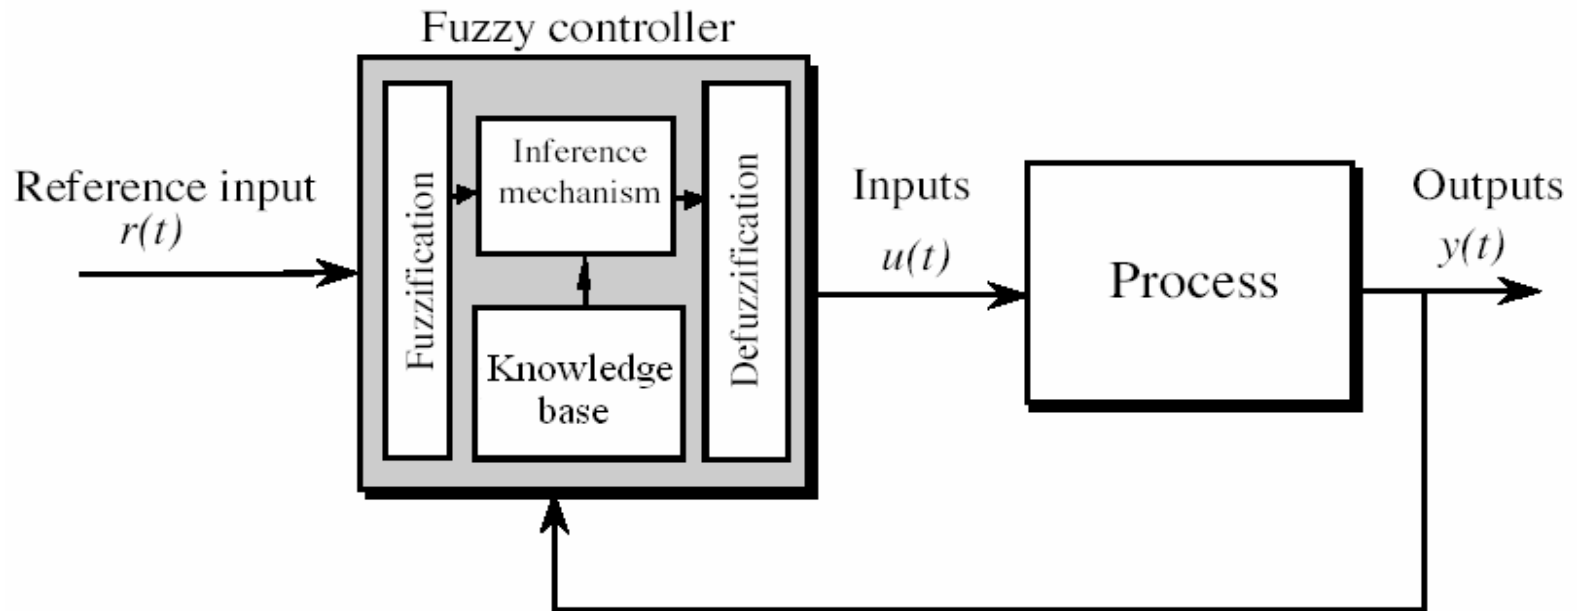 Fuzzy controller
Reference input
r(t)
Fuzzification
Inference
mechanism
Knowledge
base
Defuzzification
Inputs
u(t)
Process
Outputs
y(t)